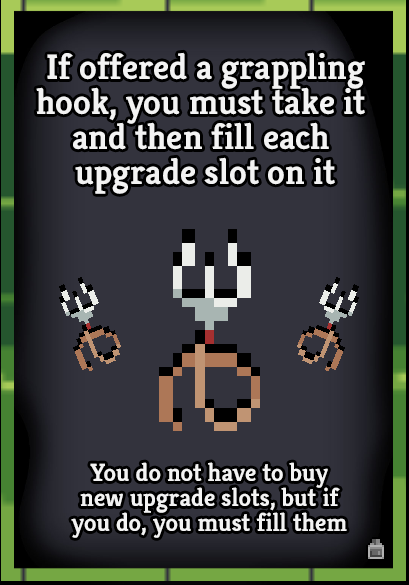 If offered a grappling
hook, you must take it
and then fill each
upgrade slot on it
You do not have to buy
new upgrade slots, but if
you do, you must fill them